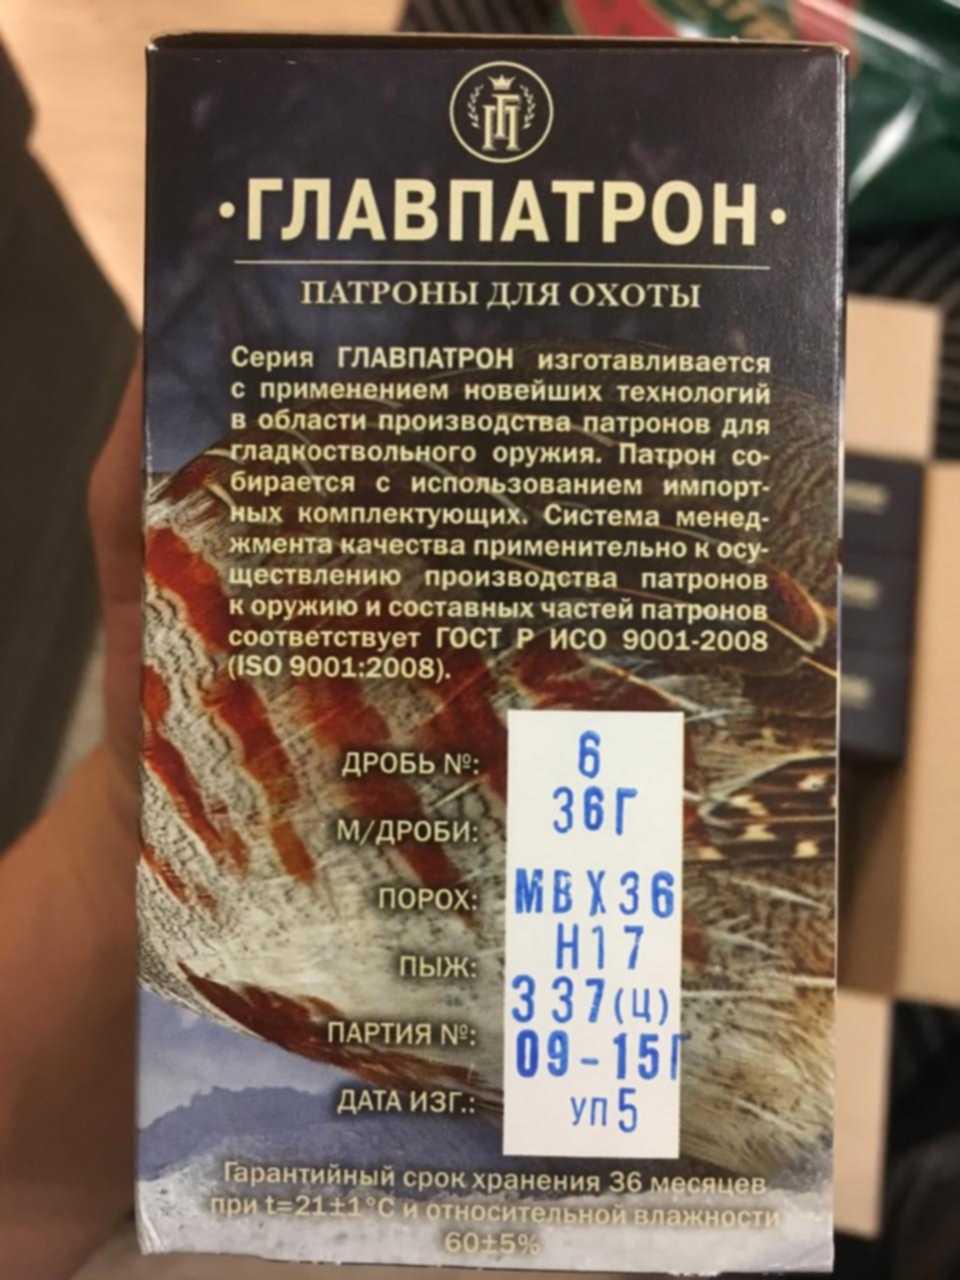 ГП
·ГЛАВПАТРОН·
ПАТРОНЫ ДЛЯ ОХОТЫ
Серия ГЛАВПАТРОН изготавливается
с применением новейших технологий
в области производства патронов для
гладкоствольного оружия. Патрон со-
бирается с использованием импорт-
ных комплектующих. Система менед-
жмента качества применительно к осу-
ществлению производства патронов
к оружию и составных частей патронов
соответствует ГОСТ Р ИСО 9001-2008
(ISO 9001:2008).
ДРОБЬ №: 6
М/ДРОБИ: 36Г
ПОРОХ: МВХ36
ПЫЖ: Н17
ПАРТИЯ №: 337(Ц)
09-15Г
ДАТА ИЗГ.: УП5
Гарантийный срок хранения 36 месяцев
при t=21±1°С и относительной влажности
60±5%